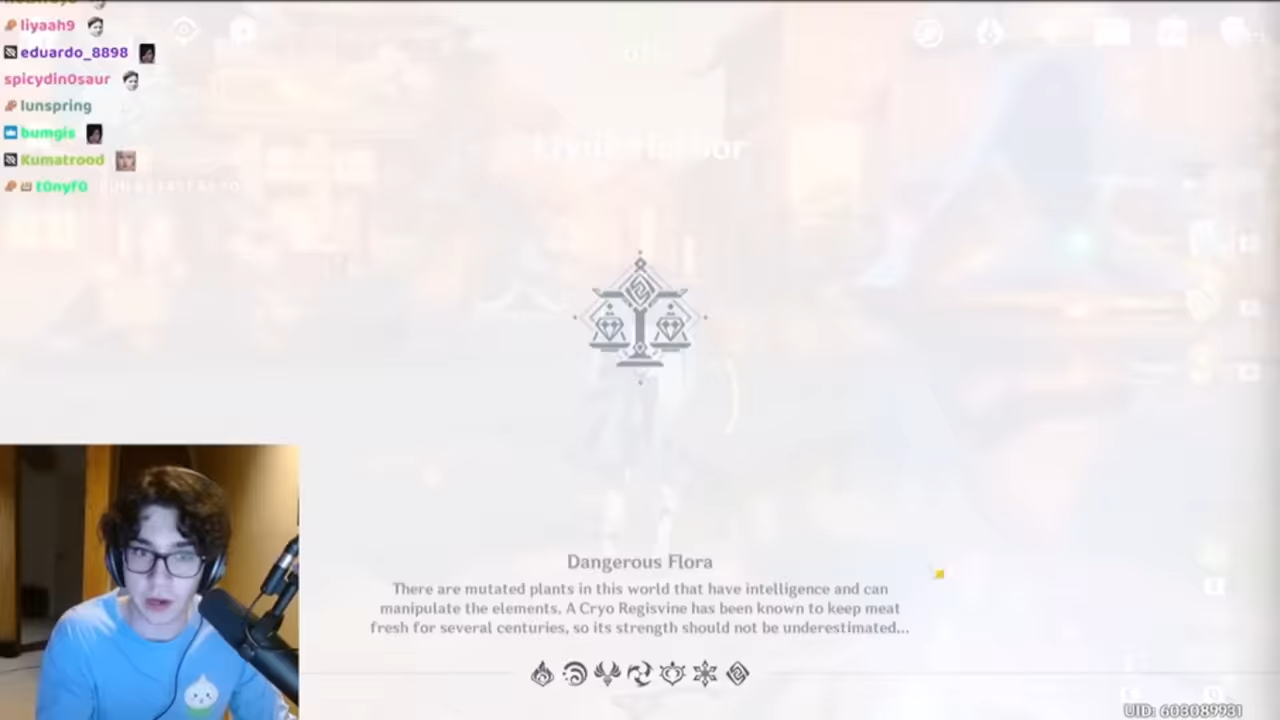 liyaah9
eduardo_8898
spicydin0saur
lunspring
bumgis
Kumatrood
t0nyf0
Dangerous Flora
There are mutated plants in this world that have intelligence and can
manipulate the elements. A Cryo Regisvine has been known to keep meat
fresh for several centuries, so its strength should not be underestimated...
UID: 603089931